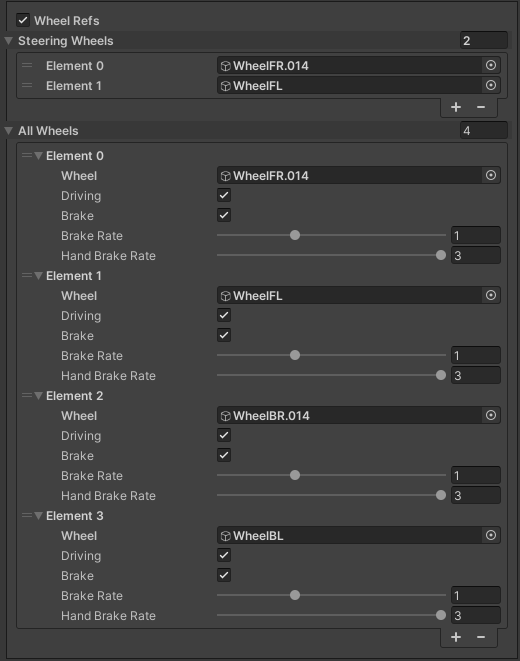 Wheel Refs
Steering Wheels 2
Element 0 WheelFR.014
Element 1 WheelFL
+ −
All Wheels 4
Element 0
Wheel WheelFR.014
Driving
Brake
Brake Rate 1
Hand Brake Rate 3
Element 1
Wheel WheelFL
Driving
Brake
Brake Rate 1
Hand Brake Rate 3
Element 2
Wheel WheelBR.014
Driving
Brake
Brake Rate 1
Hand Brake Rate 3
Element 3
Wheel WheelBL
Driving
Brake
Brake Rate 1
Hand Brake Rate 3
+ −